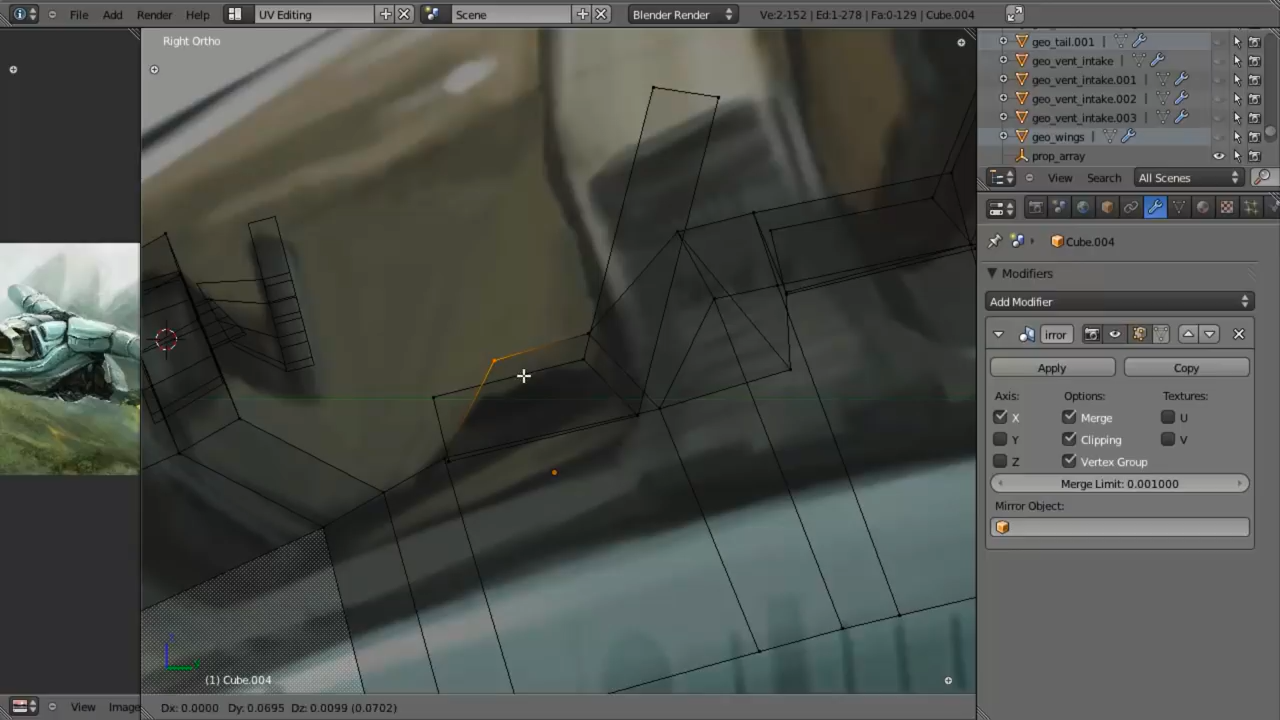 File Add Render Help UV Editing Scene Blender Render Ve:2-152 | Ed:1-278 | Fa:0-129 | Cube.004
Right Ortho
geo_tail.001
geo_vent_intake
geo_vent_intake.001
geo_vent_intake.002
geo_vent_intake.003
geo_wings
prop_array
View Search All Scenes
Cube.004
Modifiers
Add Modifier
irror
Apply Copy
Axis: Options: Textures:
X Merge U
Y Clipping V
Z Vertex Group
Merge Limit: 0.001000
Mirror Object:
(1) Cube.004
View Image Dx: 0.0000 Dy: 0.0695 Dz: 0.0099 (0.0702)